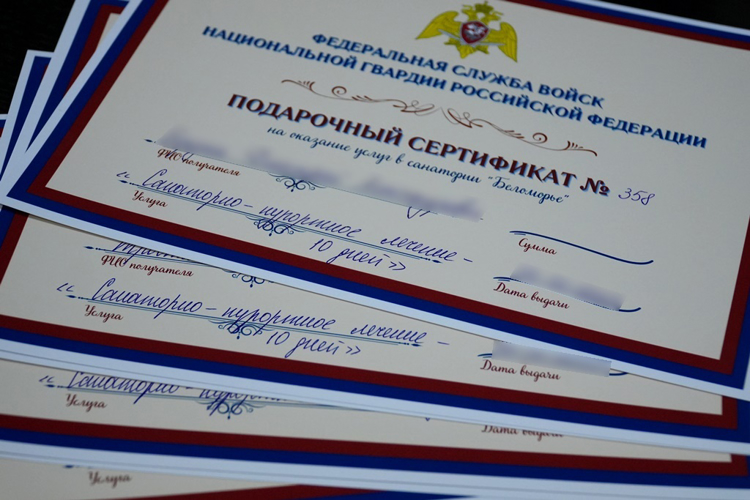 ФЕДЕРАЛЬНАЯ СЛУЖБА ВОЙСК
НАЦИОНАЛЬНОЙ ГВАРДИИ РОССИЙСКОЙ ФЕДЕРАЦИИ
ПОДАРОЧНЫЙ СЕРТИФИКАТ № 358
на оказание услуг в санатории "Беломорье"
ФИО получателя
« Санаторно-курортное лечение -
Услуга
10 дней »
Сумма
Дата выдачи
ФИО получателя
« Санаторно-курортное лечение -
Услуга
10 дней »
Дата выдачи
« Санаторно-
Услуга
Дата выдачи
Услуга